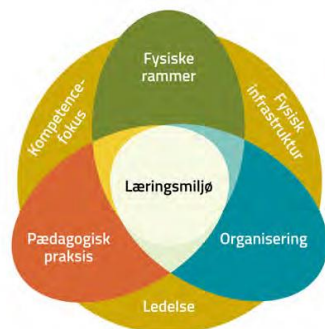 Fysiske
rammer
Kompetence-
fokus
Fysisk
infrastruktur
Læringsmiljø
Pædagogisk
praksis
Organisering
Ledelse